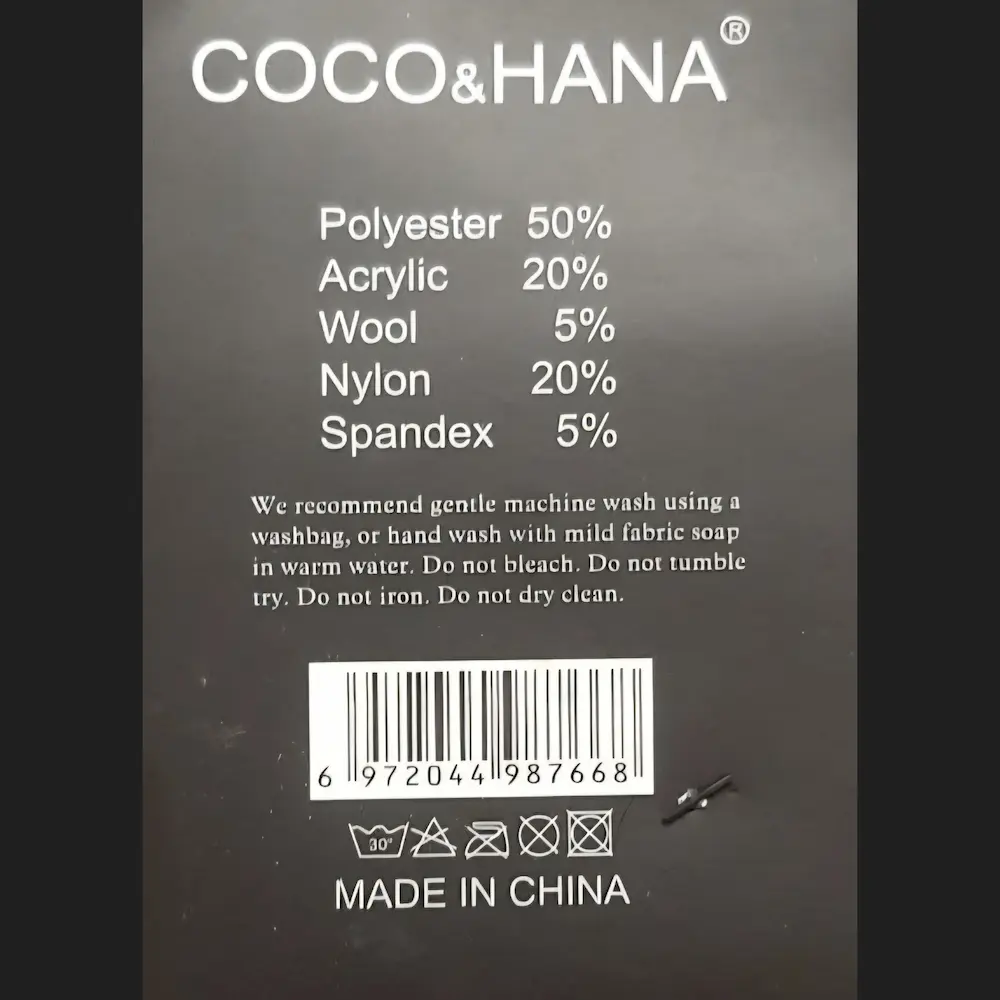 COCO&HANA®
Polyester 50%
Acrylic 20%
Wool 5%
Nylon 20%
Spandex 5%
We recommend gentle machine wash using a
washbag, or hand wash with mild fabric soap
in warm water. Do not bleach. Do not tumble
try. Do not iron. Do not dry clean.
6 972044 987668
30°
MADE IN CHINA